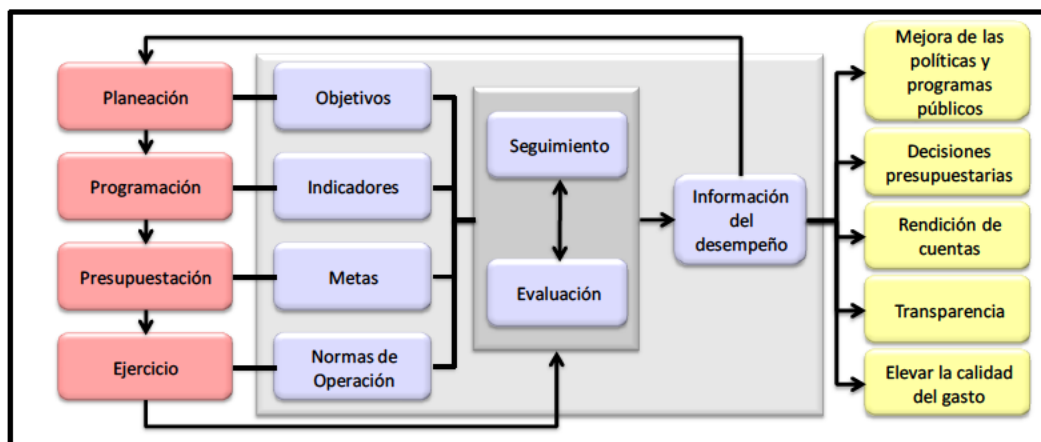 Planeación
Programación
Presupuestación
Ejercicio
Objetivos
Indicadores
Metas
Normas de
Operación
Seguimiento
Evaluación
Información
del
desempeño
Mejora de las
políticas y
programas
públicos
Decisiones
presupuestarias
Rendición de
cuentas
Transparencia
Elevar la calidad
del gasto